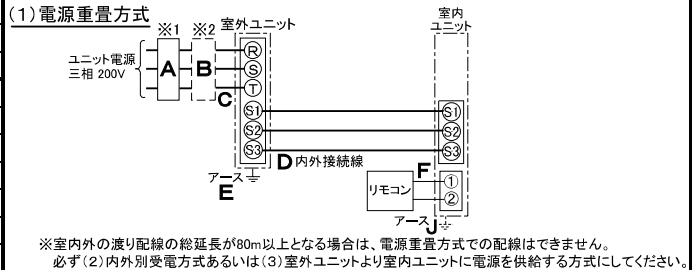 (1)電源重畳方式
※1 ※2 室外ユニット 室内ユニット
ユニット電源
三相 200V
A B C
R
S
T
S1 S1
S2 S2
S3 S3
D 内外接続線
アース
E
F
リモコン
①
②
アース J
※室内外の渡り配線の総延長が80m以上となる場合は、電源重畳方式での配線はできません。
必ず(2)内外別受電方式あるいは(3)室外ユニットより室内ユニットに電源を供給する方式にしてください。